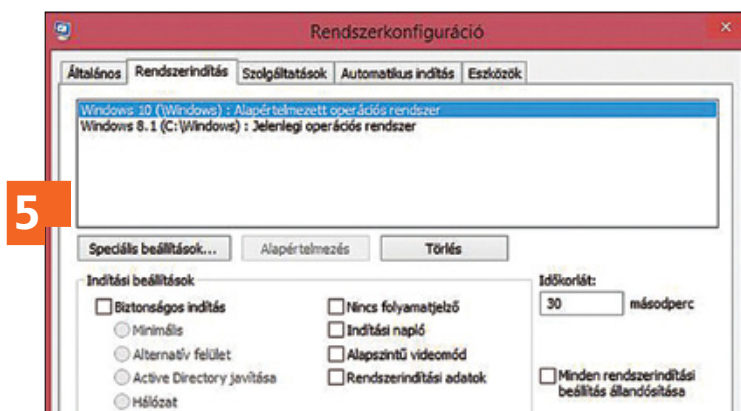 Rendszerkonfiguráció
Általános Rendszerindítás Szolgáltatások Automatikus indítás Eszközök
Windows 10 (\Windows) : Alapértelmezett operációs rendszer
Windows 8.1 (C:\Windows) : Jelenlegi operációs rendszer
5
Speciális beállítások... Alapértelmezés Törlés
Indítási beállítások
Időkorlát:
Biztonságos indítás
Nincs folyamatjelző
30 másodperc
Minimális
Indítási napló
Alternatív felület
Alapszintű videomód
Active Directory javítása
Rendszerindítási adatok
Minden rendszerindítási
beállítás állandósítása
Hálózat